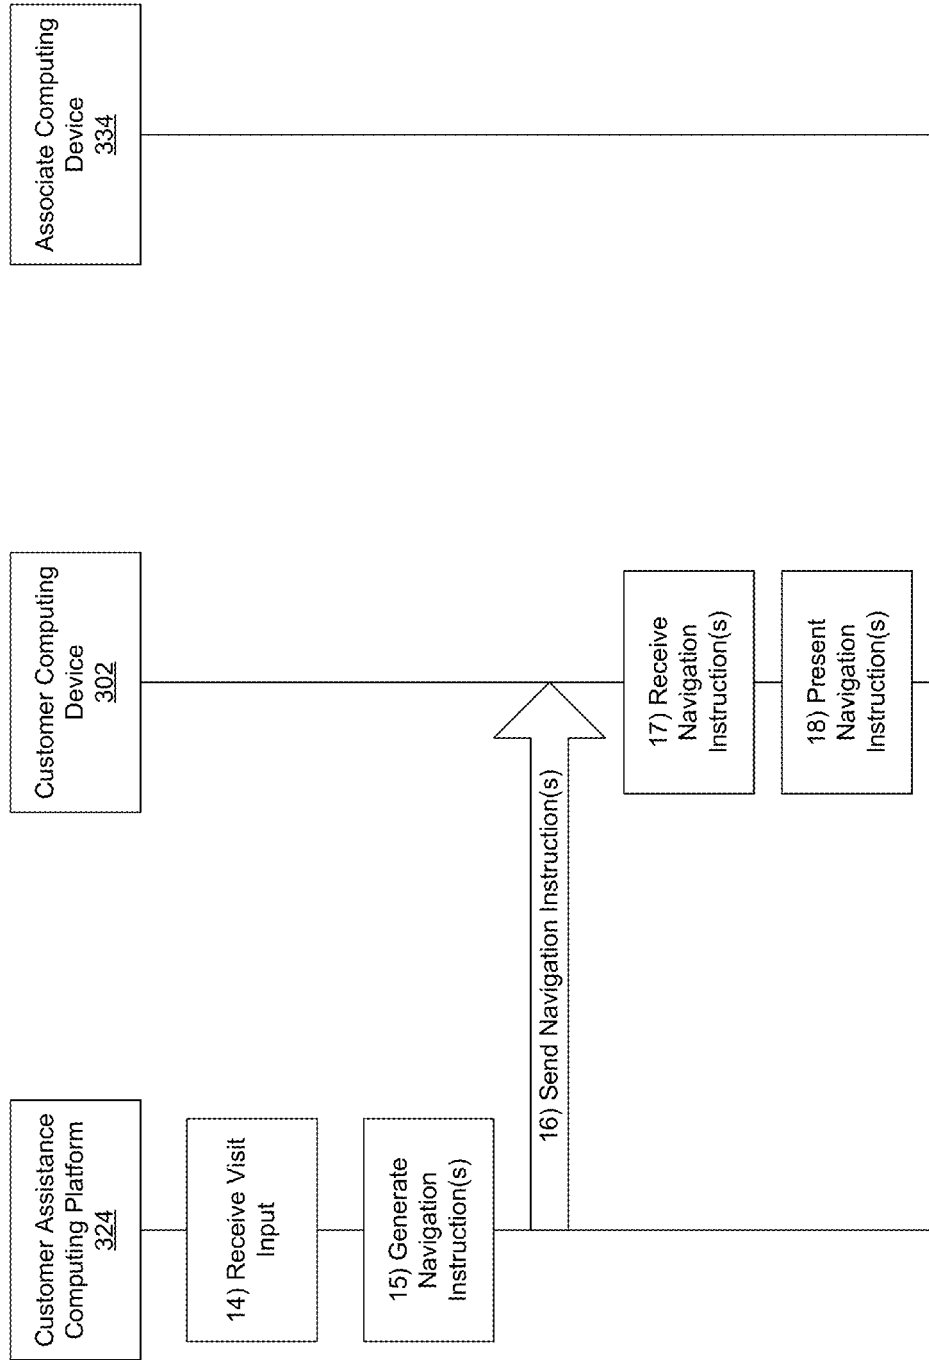 Customer Assistance
Computing Platform
324
Customer Computing
Device
302
Associate Computing
Device
334
14) Receive Visit
Input
15) Generate
Navigation
Instruction(s)
16) Send Navigation Instruction(s)
17) Receive
Navigation
Instruction(s)
18) Present
Navigation
Instruction(s)